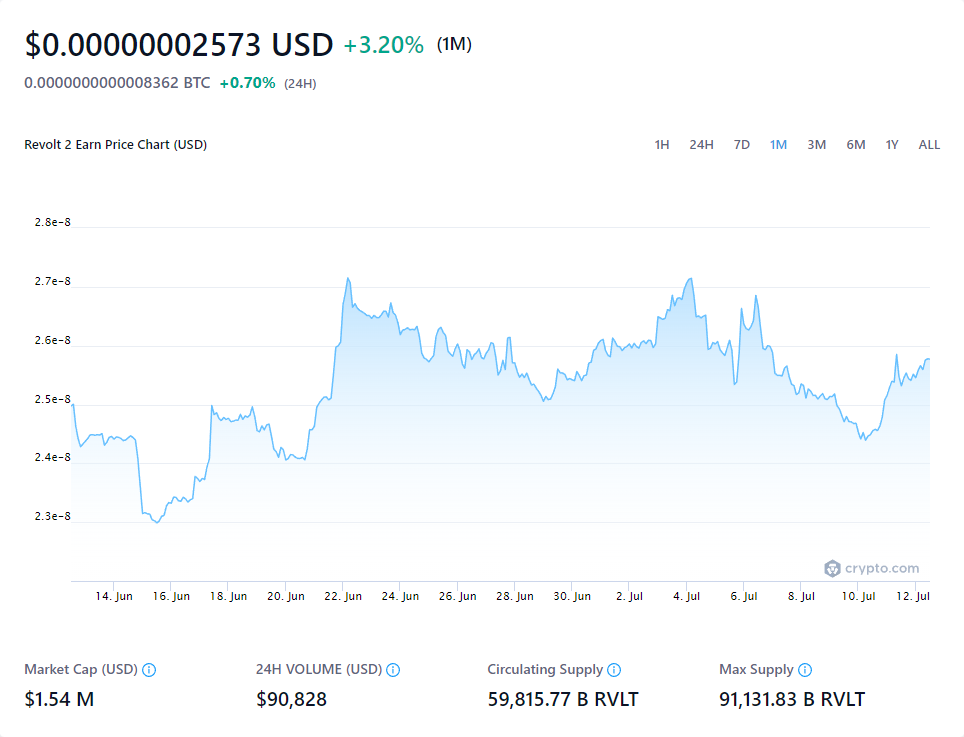 $0.00000002573 USD +3.20% (1M)
0.0000000000008362 BTC +0.70% (24H)
Revolt 2 Earn Price Chart (USD) 1H 24H 7D 1M 3M 6M 1Y ALL
2.8e-8
2.7e-8
2.6e-8
2.5e-8
2.4e-8
2.3e-8
crypto.com
14. Jun 16. Jun 18. Jun 20. Jun 22. Jun 24. Jun 26. Jun 28. Jun 30. Jun 2. Jul 4. Jul 6. Jul 8. Jul 10. Jul 12. Jul
Market Cap (USD) 24H VOLUME (USD) Circulating Supply Max Supply
$1.54 M $90,828 59,815.77 B RVLT 91,131.83 B RVLT